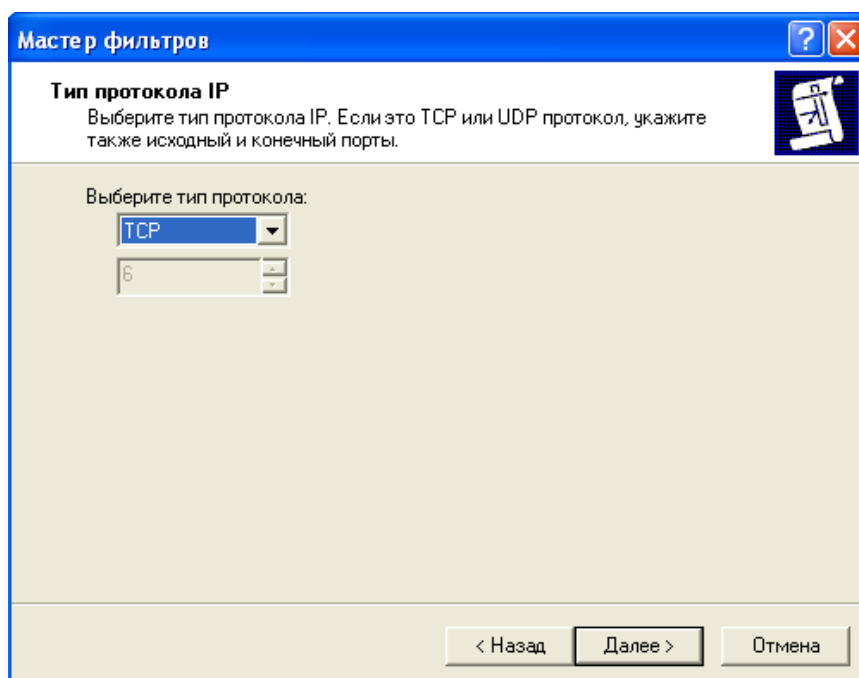 Мастер фильтров
Тип протокола IP
Выберите тип протокола IP. Если это TCP или UDP протокол, укажите
также исходный и конечный порты.
Выберите тип протокола:
TCP
6
< Назад
Далее >
Отмена